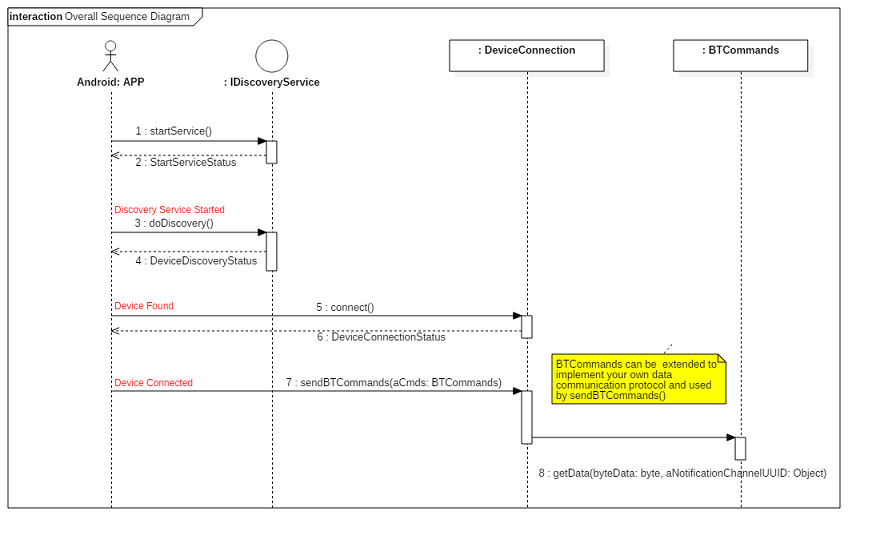 interaction Overall Sequence Diagram
: DeviceConnection
: BTCommands
Android: APP
: IDiscoveryService
1 : startService()
2 : StartServiceStatus
Discovery Service Started
3 : doDiscovery()
4 : DeviceDiscoveryStatus
Device Found
5 : connect()
6 : DeviceConnectionStatus
BTCommands can be extended to
implement your own data
communication protocol and used
by sendBTCommands()
Device Connected
7 : sendBTCommands(aCmds: BTCommands)
8 : getData(byteData: byte, aNotificationChannelUUID: Object)